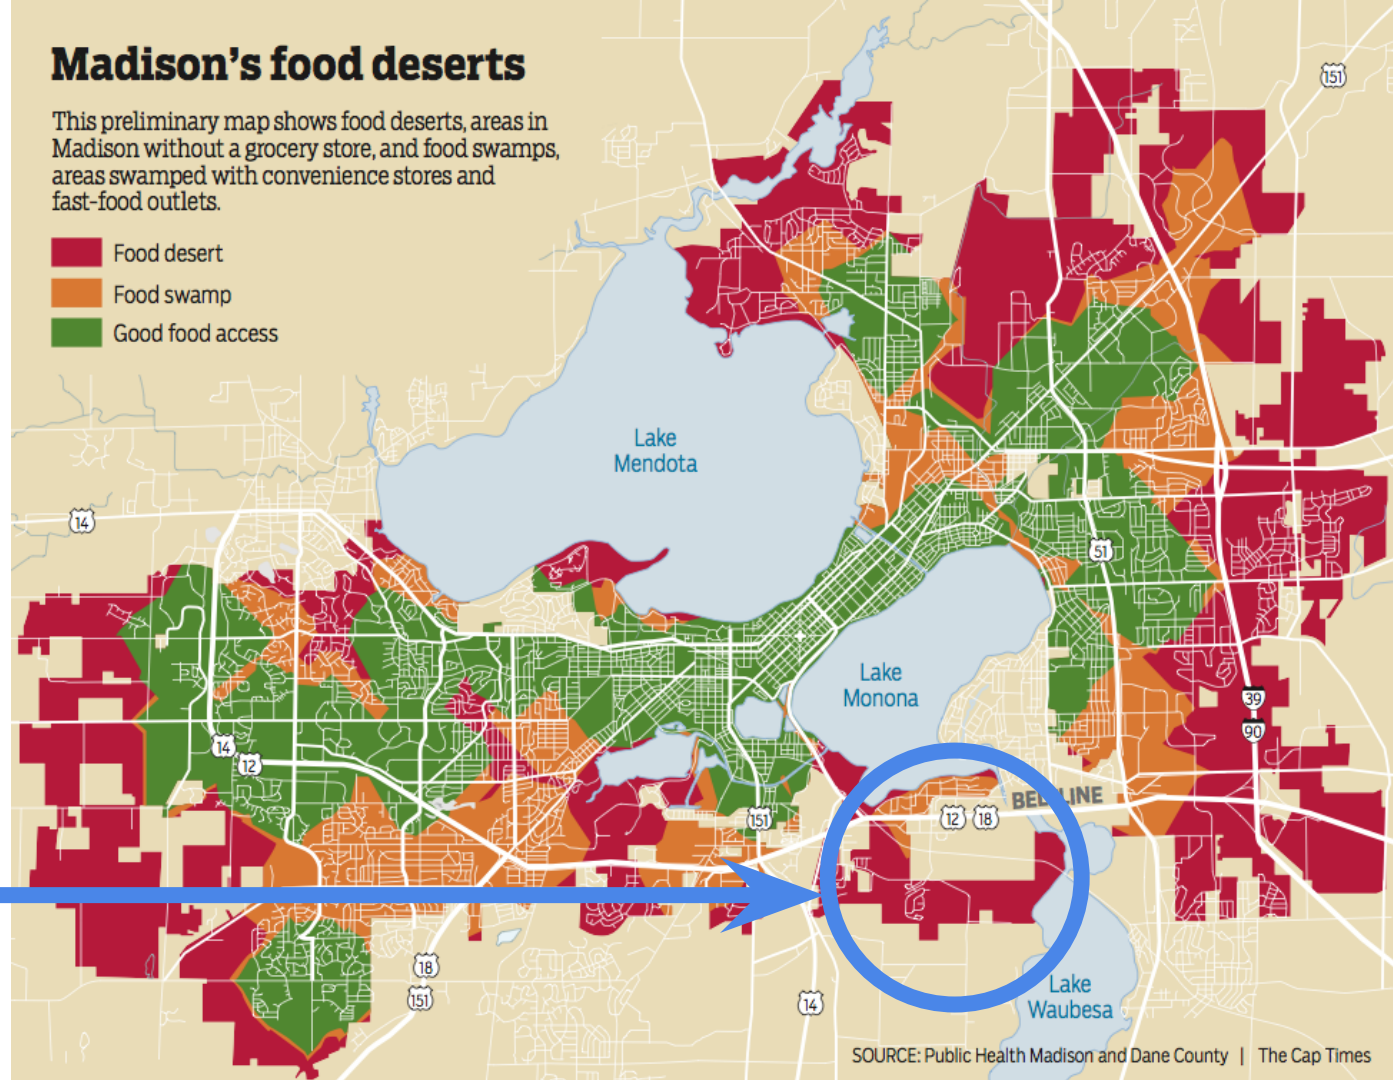 Madison's food deserts
This preliminary map shows food deserts, areas in
Madison without a grocery store, and food swamps,
areas swamped with convenience stores and
fast-food outlets.
Food desert
Food swamp
Good food access
151
Lake
Mendota
14
51
Lake
Monona
39
90
14
12
BELTLINE
12 18
151
18
151
14
Lake
Waubesa
SOURCE: Public Health Madison and Dane County | The Cap Times